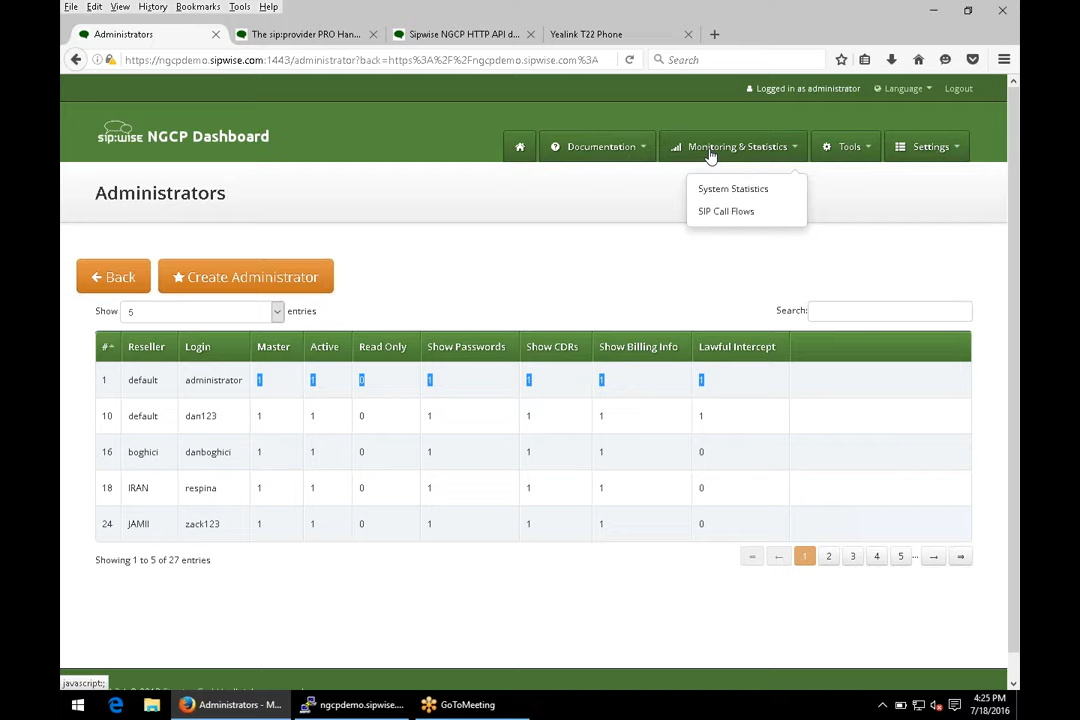 File Edit View History Bookmarks Tools Help
Administrators
The sip:provider PRO Han...
Sipwise NGCP HTTP API d...
Yealink T22 Phone
https://ngcpdemo.sipwise.com:1443/administrator?back=https%3A%2F%2Fngcpdemo.sipwise.com%3A
Search
Logged in as administrator Language Logout
sip:wise NGCP Dashboard
Documentation Monitoring & Statistics Tools Settings
System Statistics
SIP Call Flows
Administrators
Back Create Administrator
Show 5 entries Search:
# Reseller Login Master Active Read Only Show Passwords Show CDRs Show Billing Info Lawful Intercept
1 default administrator 1 1 0 1 1 1 1
10 default dan123 1 1 0 1 1 1 1
16 boghici danboghici 1 1 0 1 1 1 0
18 IRAN respina 1 1 0 1 1 1 0
24 JAMII zack123 1 1 0 1 1 1 0
Showing 1 to 5 of 27 entries
1 2 3 4 5 ...
javascript:;
Administrators - M...
ngcpdemo.sipwise....
GoToMeeting
4:25 PM
7/18/2016